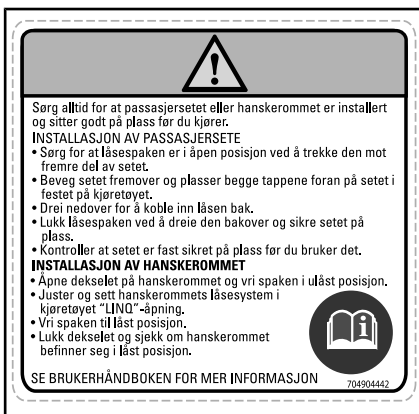 Sørg alltid for at passasjersetet eller hanskerommet er installert
og sitter godt på plass før du kjører.
INSTALLASJON AV PASSASJERSETE
• Sørg for at låsespaken er i åpen posisjon ved å trekke den mot
fremre del av setet.
• Beveg setet fremover og plasser begge tappene foran på setet i
festet på kjøretøyet.
• Drei nedover for å koble inn låsen bak.
• Lukk låsespaken ved å dreie den bakover og sikre setet på
plass.
• Kontroller at setet er fast sikret på plass før du bruker det.
INSTALLASJON AV HANSKEROMMET
• Åpne dekselet på hanskerommet og vri spaken i ulåst posisjon.
• Juster og sett hanskerommets låsesystem i
kjøretøyet "LINQ"-åpning.
• Vri spaken til låst posisjon.
• Lukk dekselet og sjekk om hanskerommet
befinner seg i låst posisjon.
SE BRUKERHÅNDBOKEN FOR MER INFORMASJON
704904442